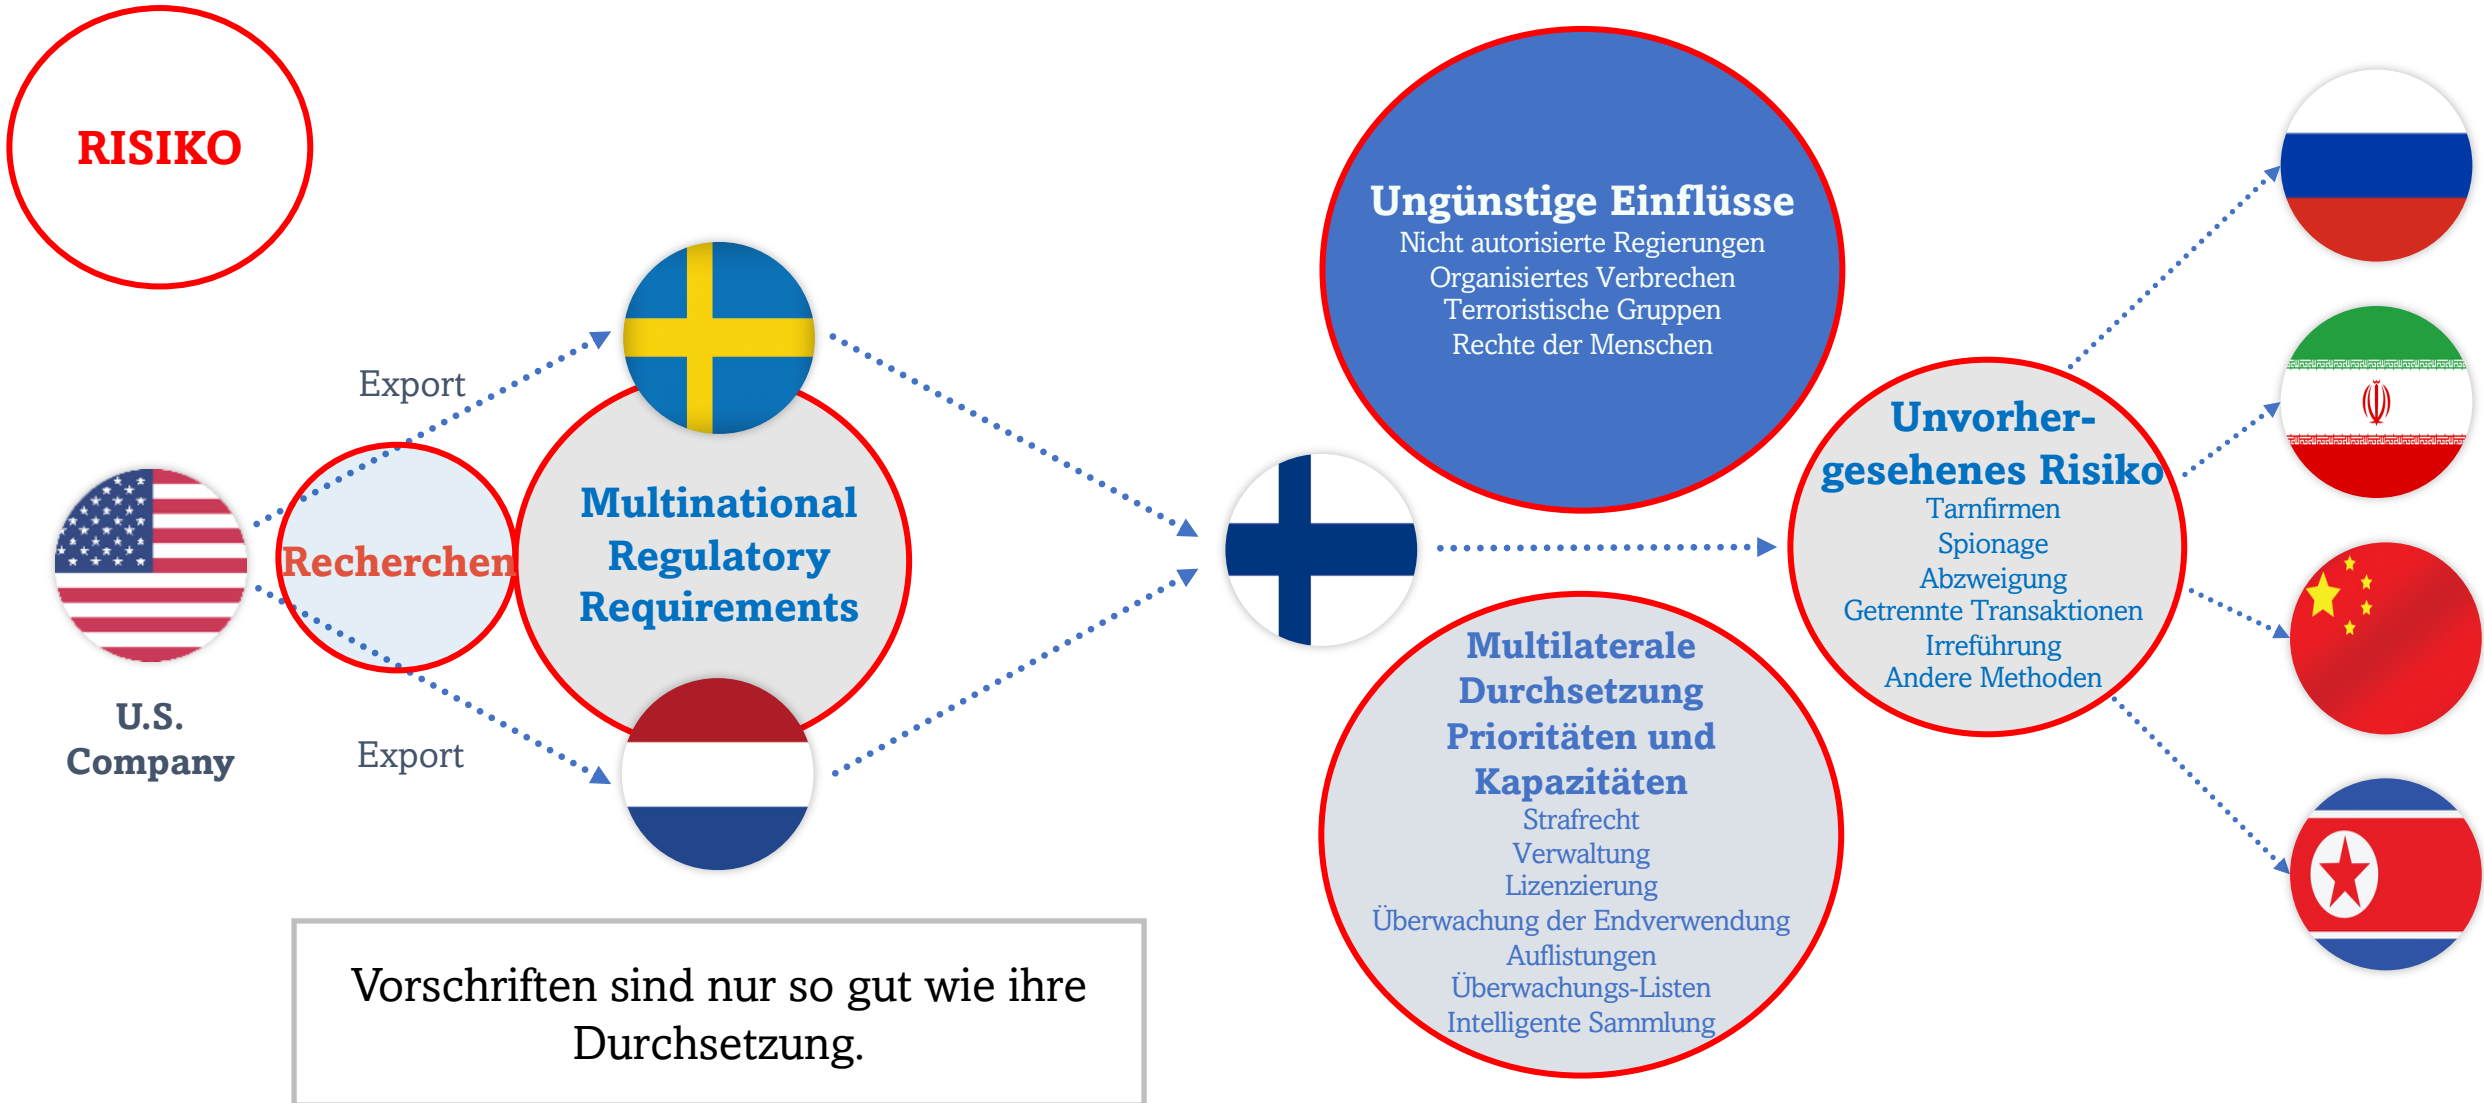 RISIKO
Export
Recherchen
Export
U.S.
Company
Multinational
Regulatory
Requirements
Ungünstige Einflüsse
Nicht autorisierte Regierungen
Organisiertes Verbrechen
Terroristische Gruppen
Rechte der Menschen
Multilaterale
Durchsetzung
Prioritäten und
Kapazitäten
Strafrecht
Verwaltung
Lizenzierung
Überwachung der Endverwendung
Auflistungen
Überwachungs-Listen
Intelligente Sammlung
Unvorher-
gesehenes Risiko
Tarnfirmen
Spionage
Abzweigung
Getrennte Transaktionen
Irreführung
Andere Methoden
Vorschriften sind nur so gut wie ihre
Durchsetzung.